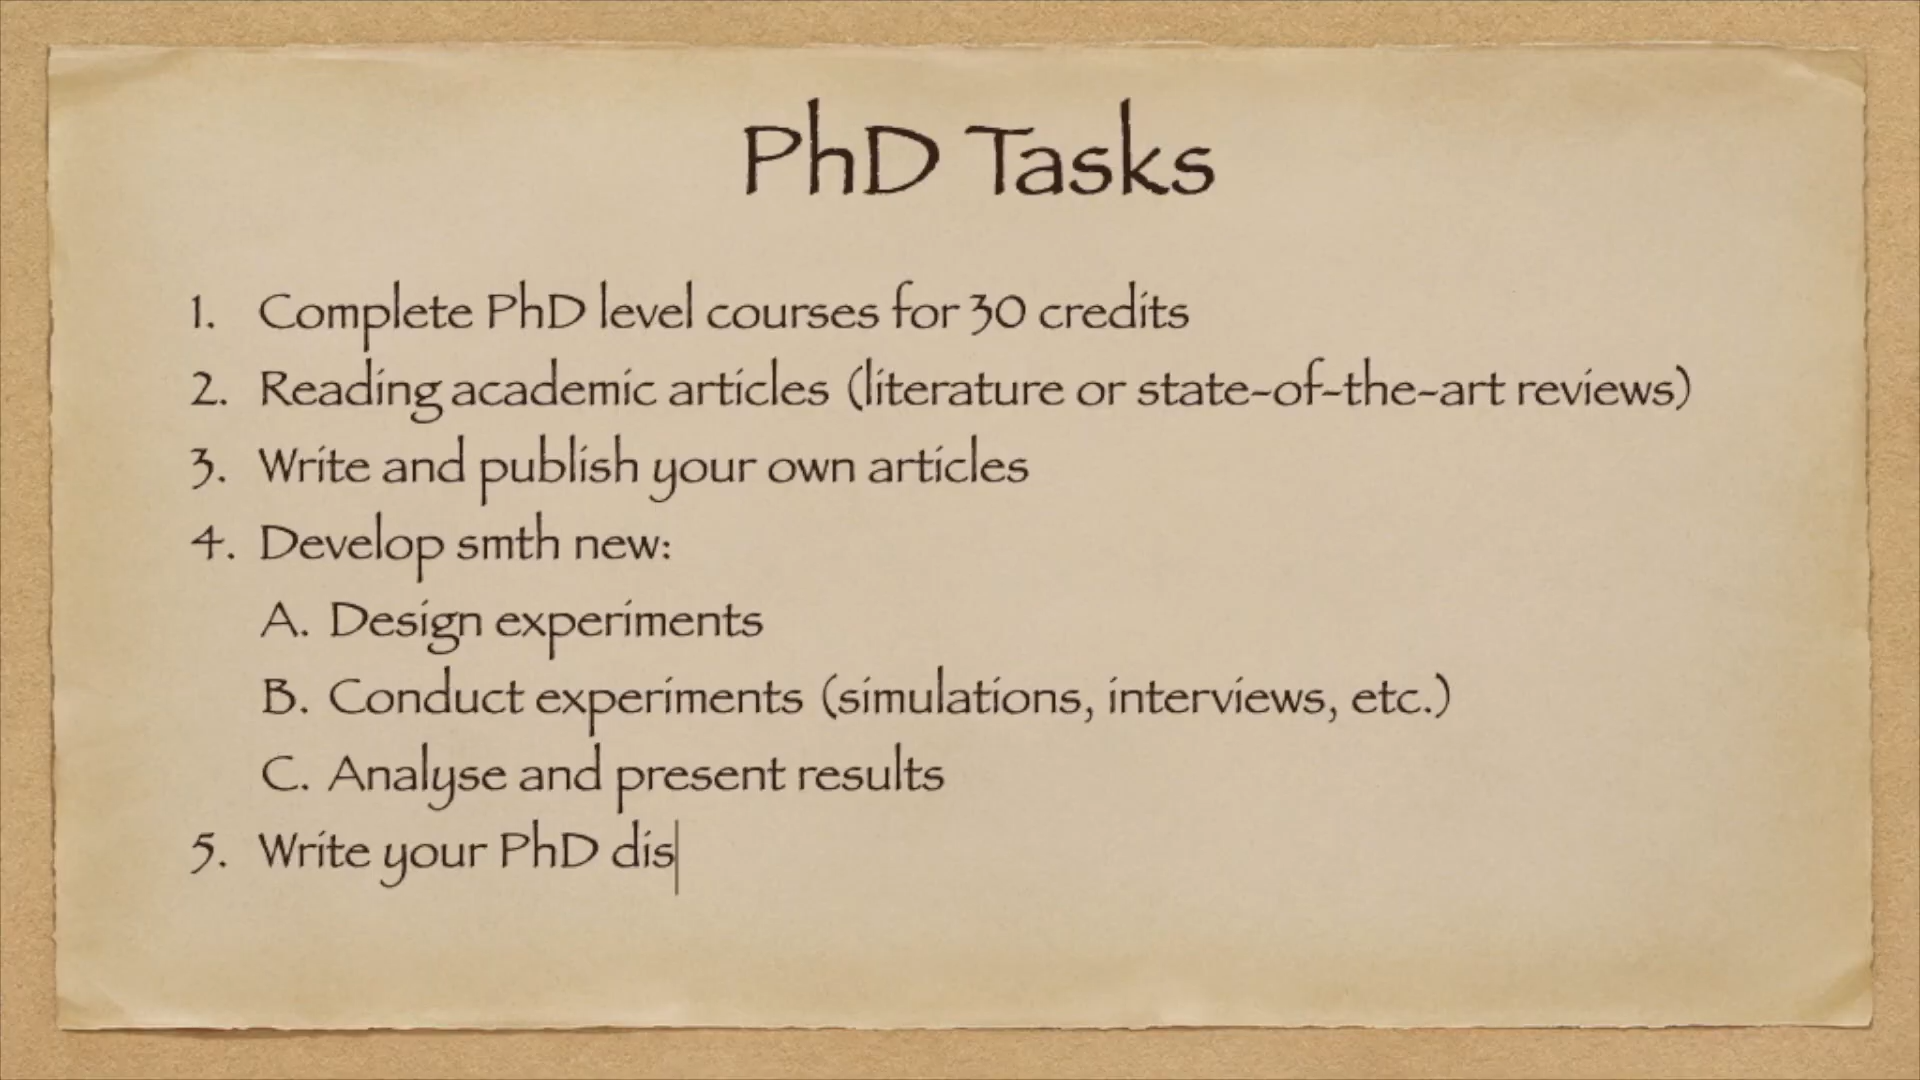 PhD Tasks
1. Complete PhD level courses for 30 credits
2. Reading academic articles (literature or state-of-the-art reviews)
3. Write and publish your own articles
4. Develop smth new:
A. Design experiments
B. Conduct experiments (simulations, interviews, etc.)
C. Analyse and present results
5. Write your PhD dis